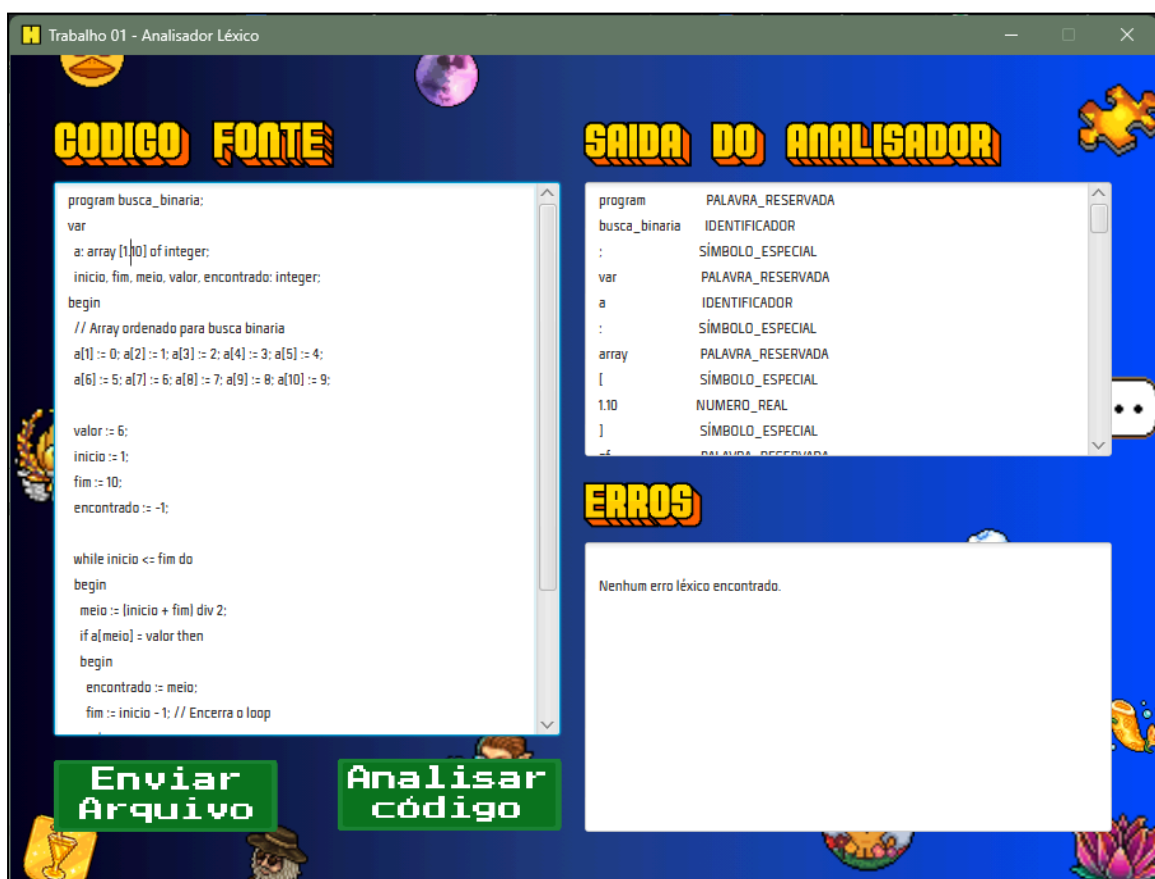 Trabalho 01 - Analisador Léxico
CODIGO FONTE
program busca_binaria;
var
a: array [1.10] of integer;
inicio, fim, meio, valor, encontrado: integer;
begin
// Array ordenado para busca binaria
a[1] := 0; a[2] := 1; a[3] := 2; a[4] := 3; a[5] := 4;
a[6] := 5; a[7] := 6; a[8] := 7; a[9] := 8; a[10] := 9;
valor := 6;
inicio := 1;
fim := 10;
encontrado := -1;
while inicio <= fim do
begin
meio := (inicio + fim) div 2;
if a[meio] = valor then
begin
encontrado := meio;
fim := inicio - 1; // Encerra o loop
Enviar
Arquivo
Analisar
código
SAIDA DO ANALISADOR
program PALAVRA_RESERVADA
busca_binaria IDENTIFICADOR
; SÍMBOLO_ESPECIAL
var PALAVRA_RESERVADA
a IDENTIFICADOR
: SÍMBOLO_ESPECIAL
array PALAVRA_RESERVADA
[ SÍMBOLO_ESPECIAL
1.10 NUMERO_REAL
] SÍMBOLO_ESPECIAL
of PALAVRA_RESERVADA
ERROS
Nenhum erro léxico encontrado.